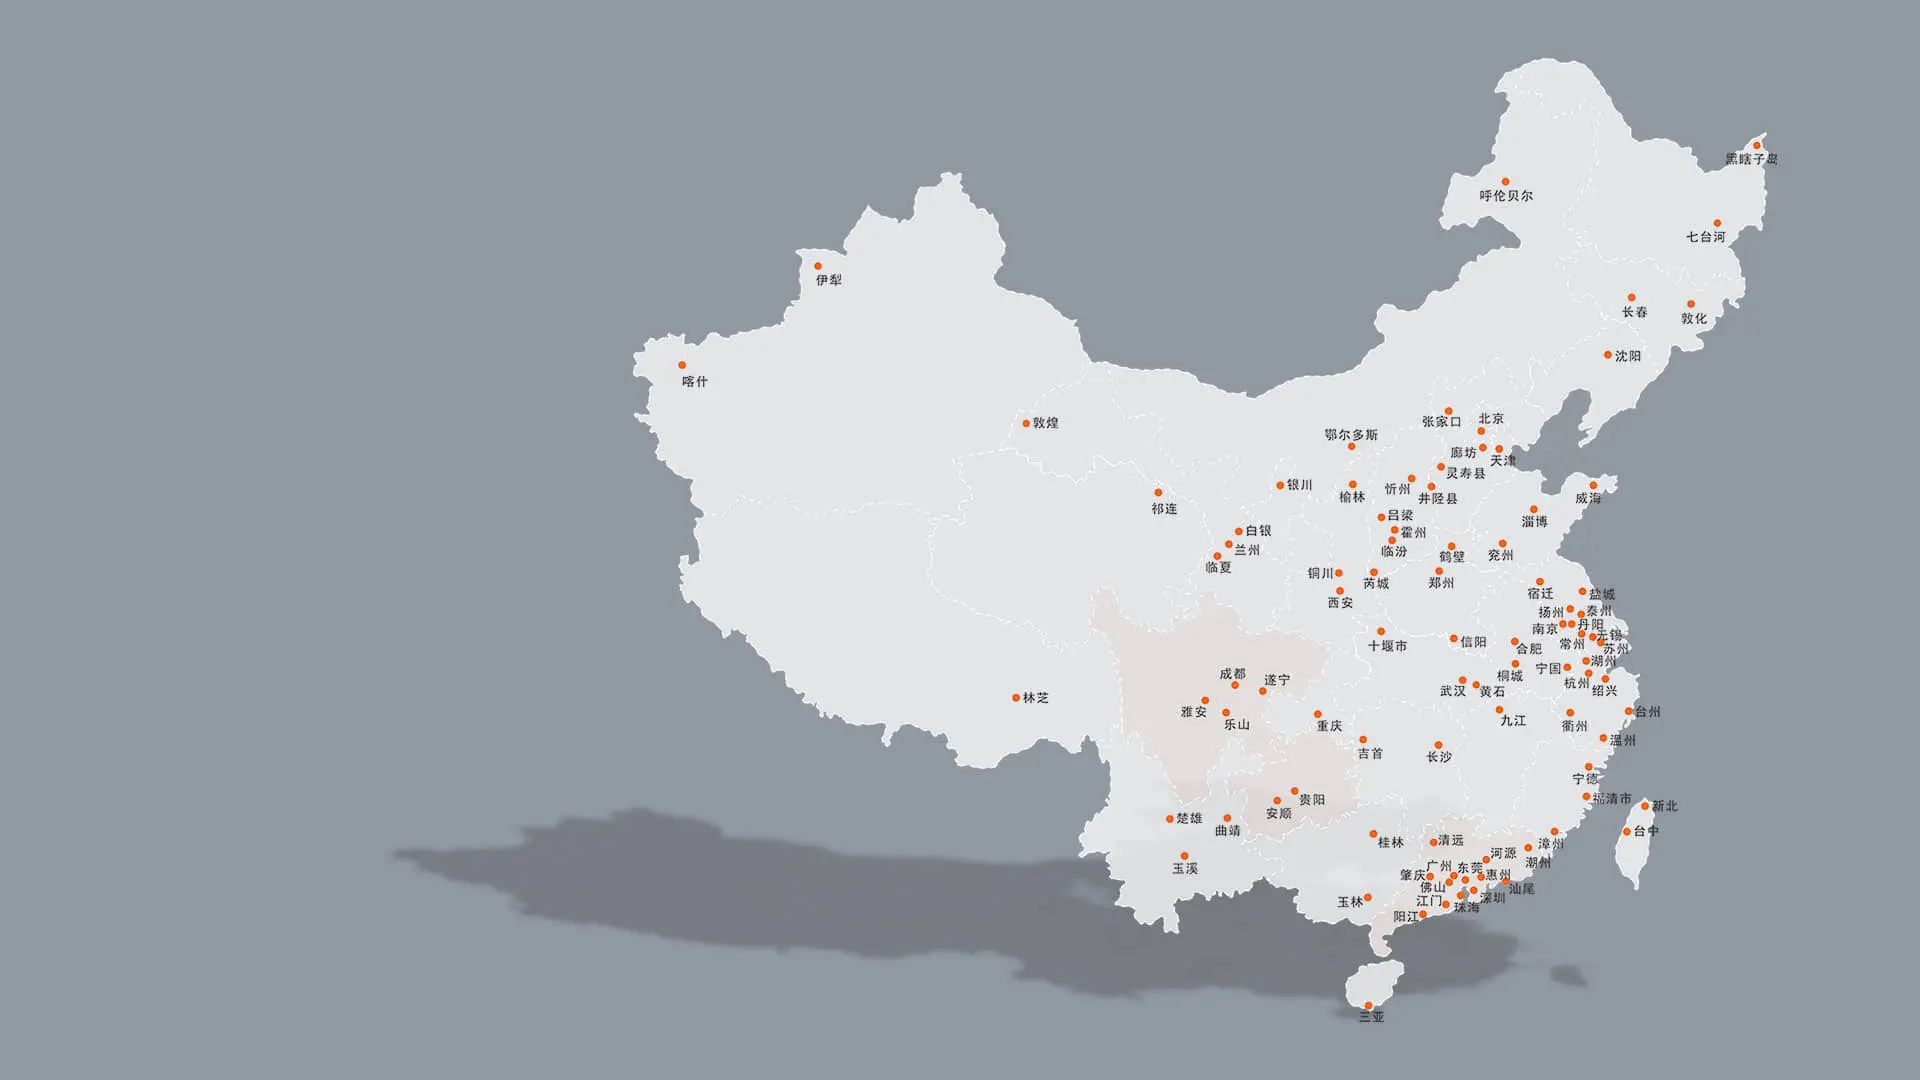 黑瞎子岛
呼伦贝尔
七台河
伊犁
长春
敦化
沈阳
喀什
敦煌
张家口
北京
鄂尔多斯
廊坊
天津
灵寿县
银川
榆林
忻州
井陉县
威海
祁连
吕梁
淄博
白银
霍州
兰州
临汾
鹤壁
兖州
临夏
铜川
芮城
郑州
西安
宿迁
盐城
扬州
泰州
南京
丹阳
无锡
十堰市
信阳
常州
苏州
合肥
湖州
宁国
桐城
成都
遂宁
杭州
绍兴
武汉
黄石
林芝
雅安
乐山
重庆
九江
衢州
台州
温州
吉首
长沙
宁德
贵阳
福清市
新北
安顺
楚雄
曲靖
台中
桂林
清远
漳州
河源
潮州
玉溪
广州
东莞
肇庆
惠州
佛山
汕尾
玉林
江门
深圳
珠海
阳江
三亚